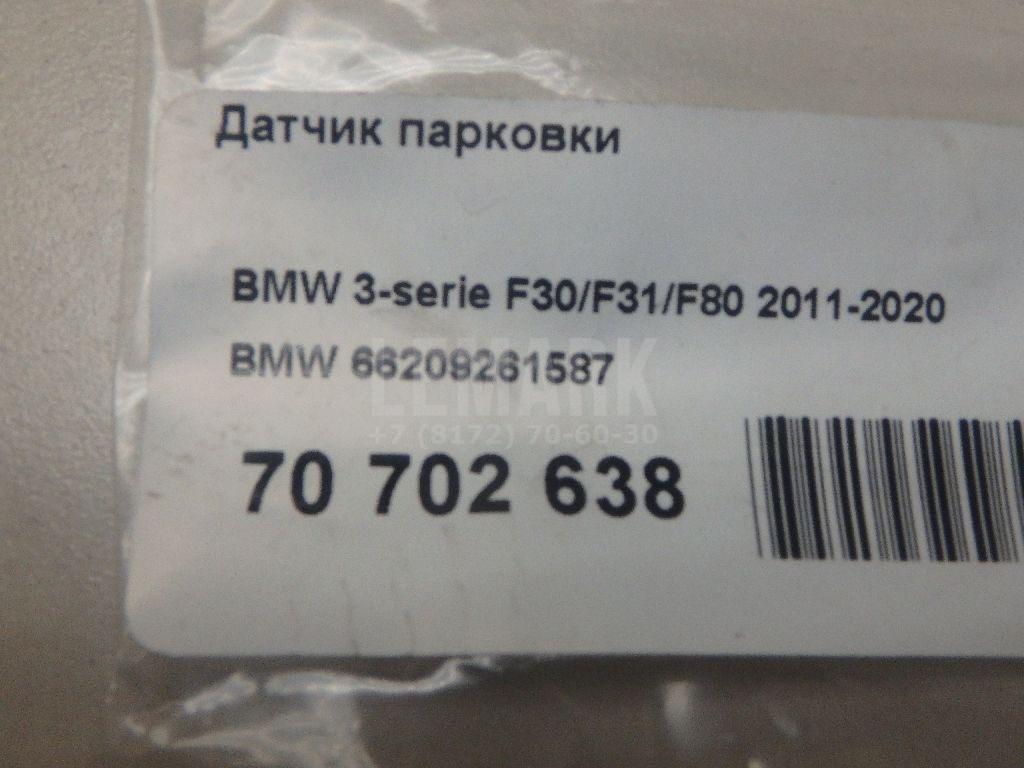 Датчик парковки
BMW 3-serie F30/F31/F80 2011-2020
BMW 66209261587
LEMARK
+7 (8172) 70-60-30
70 702 638